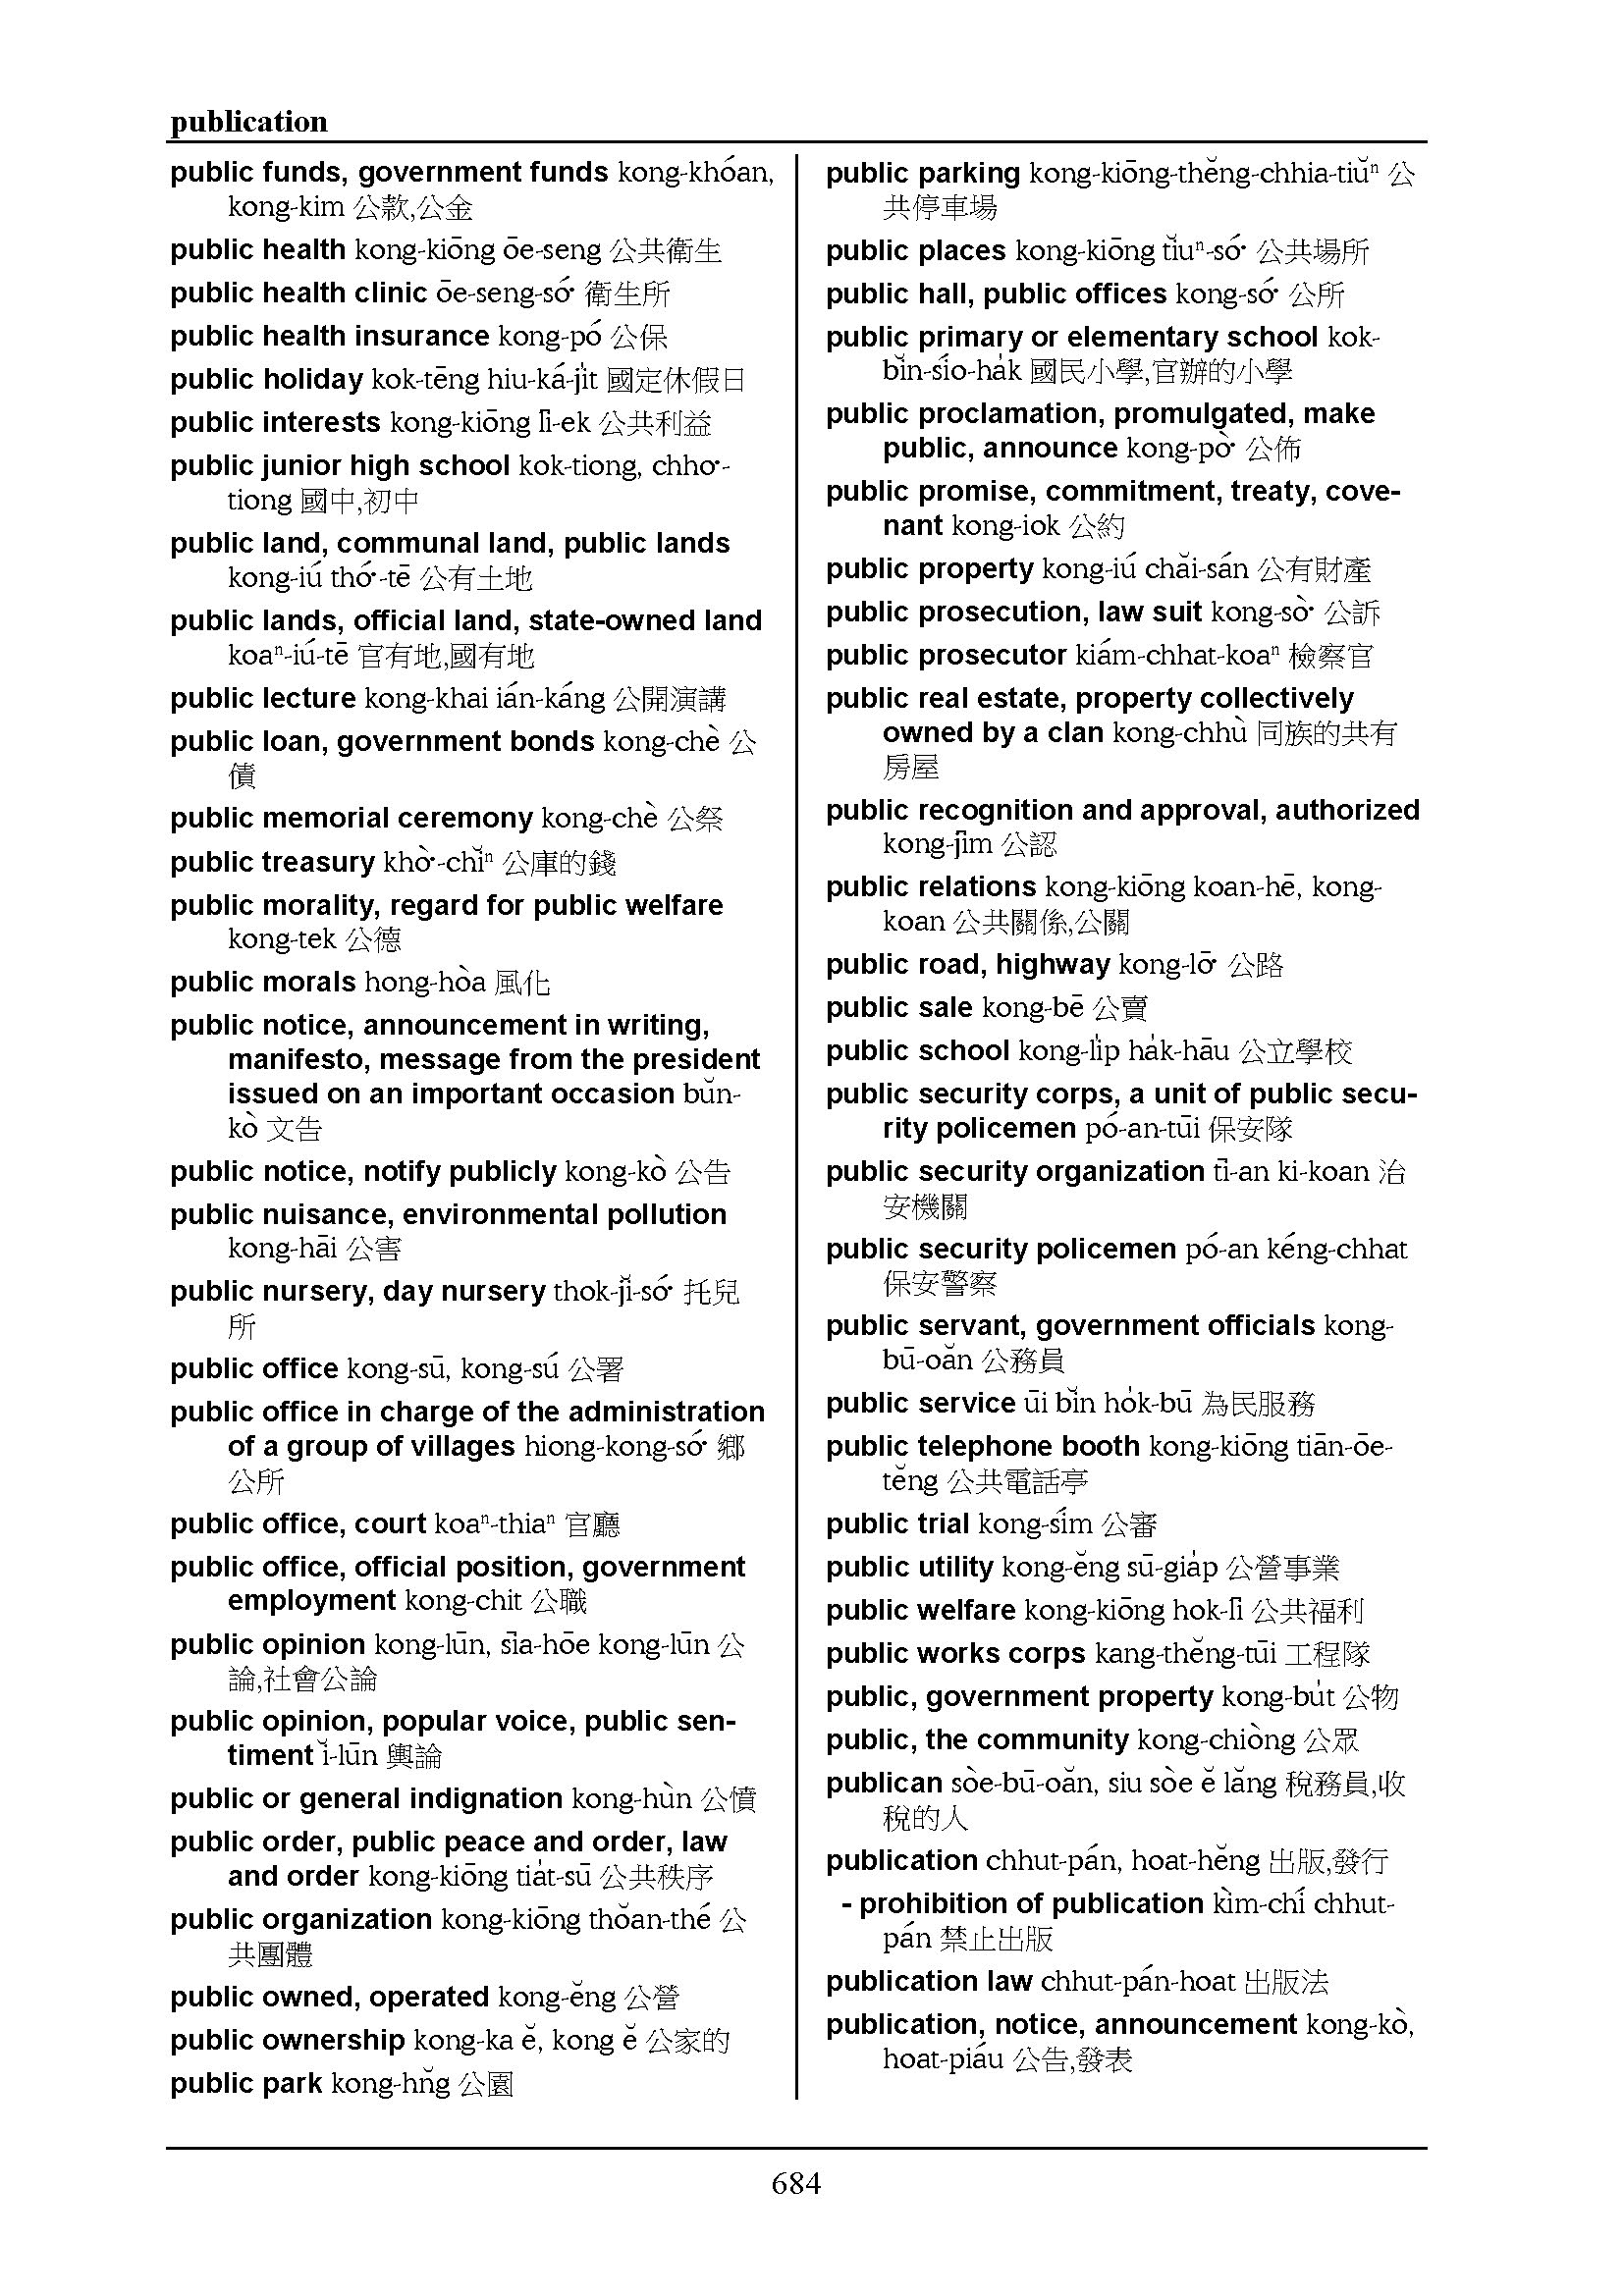 publication
public funds, government funds kong-khóan,
kong-kim 公款,公金
public health kong-kiōng ōe-seng 公共衛生
public health clinic ōe-seng-só͘ 衛生所
public health insurance kong-pó 公保
public holiday kok-tēng hiu-ká-ji̍t 國定休假日
public interests kong-kiōng lī-ek 公共利益
public junior high school kok-tiong, chho͘-
tiong 國中,初中
public land, communal land, public lands
kong-iú thó͘-tē 公有土地
public lands, official land, state-owned land
koaⁿ-iú-tē 官有地,國有地
public lecture kong-khai ián-káng 公開演講
public loan, government bonds kong-chè 公
債
public memorial ceremony kong-chè 公祭
public treasury khò͘-chĭⁿ 公庫的錢
public morality, regard for public welfare
kong-tek 公德
public morals hong-hòa 風化
public notice, announcement in writing,
manifesto, message from the president
issued on an important occasion bŭn-
kò 文告
public notice, notify publicly kong-kò 公告
public nuisance, environmental pollution
kong-hāi 公害
public nursery, day nursery thok-jĭ-só͘ 托兒
所
public office kong-sū, kong-sú 公署
public office in charge of the administration
of a group of villages hiong-kong-só͘ 鄉
公所
public office, court koaⁿ-thiaⁿ 官廳
public office, official position, government
employment kong-chit 公職
public opinion kong-lūn, sīa-hōe kong-lūn 公
論,社會公論
public opinion, popular voice, public sen-
timent ĭ-lūn 輿論
public or general indignation kong-hùn 公憤
public order, public peace and order, law
and order kong-kiōng tia̍t-sū 公共秩序
public organization kong-kiōng thŏan-thé 公
共團體
public owned, operated kong-ĕng 公營
public ownership kong-ka ĕ, kong ĕ 公家的
public park kong-hn̆g 公園
public parking kong-kiōng-thĕng-chhia-tiŭⁿ 公
共停車場
public places kong-kiōng tĭuⁿ-só͘ 公共場所
public hall, public offices kong-só͘ 公所
public primary or elementary school kok-
bĭn-sío-ha̍k 國民小學,官辦的小學
public proclamation, promulgated, make
public, announce kong-pò͘ 公佈
public promise, commitment, treaty, cove-
nant kong-iok 公約
public property kong-iú chăi-sán 公有財產
public prosecution, law suit kong-sò͘ 公訴
public prosecutor kiám-chhat-koaⁿ 檢察官
public real estate, property collectively
owned by a clan kong-chhù 同族的共有
房屋
public recognition and approval, authorized
kong-jīm 公認
public relations kong-kiōng koan-hē, kong-
koan 公共關係,公關
public road, highway kong-lō͘ 公路
public sale kong-bē 公賣
public school kong-li̍p ha̍k-hāu 公立學校
public security corps, a unit of public secu-
rity policemen pó-an-tūi 保安隊
public security organization tī-an ki-koan 治
安機關
public security policemen pó-an kéng-chhat
保安警察
public servant, government officials kong-
bū-oăn 公務員
public service ūi bĭn ho̍k-bū 為民服務
public telephone booth kong-kiōng tiān-ōe-
tĕng 公共電話亭
public trial kong-sím 公審
public utility kong-ĕng sū-gia̍p 公營事業
public welfare kong-kiōng hok-lī 公共福利
public works corps kang-thĕng-tūi 工程隊
public, government property kong-bu̍t 公物
public, the community kong-chiòng 公眾
publican sòe-bū-oăn, siu sòe ĕ lăng 稅務員,收
稅的人
publication chhut-pán, hoat-hĕng 出版,發行
- prohibition of publication kìm-chí chhut-
pán 禁止出版
publication law chhut-pán-hoat 出版法
publication, notice, announcement kong-kò,
hoat-piáu 公告,發表
684